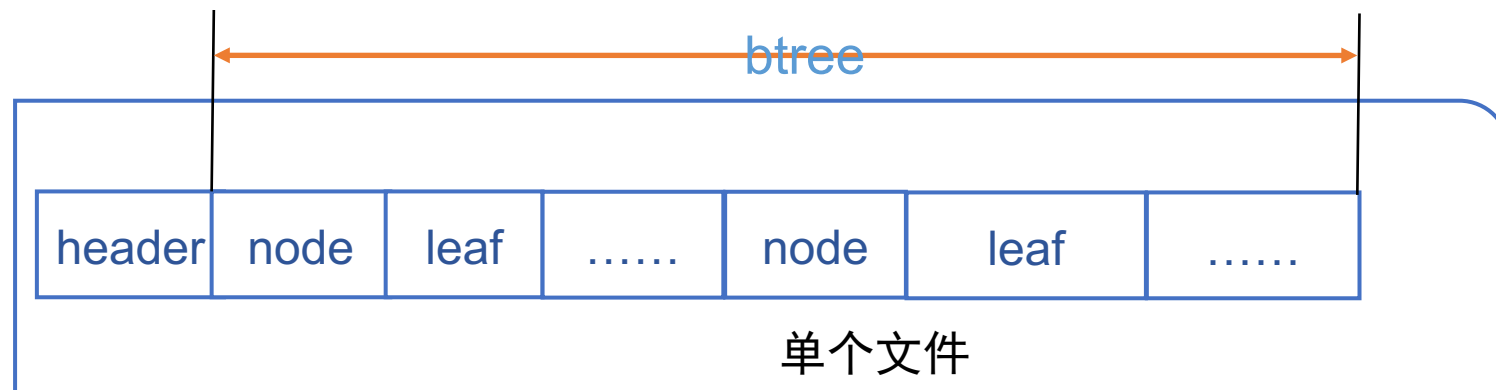 btree
header node leaf …… node leaf ……
单个文件